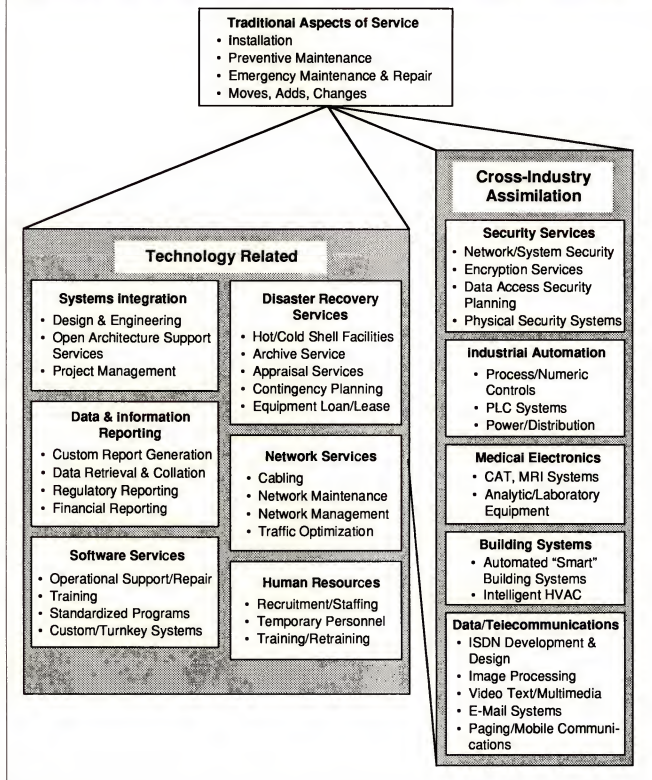 Traditional Aspects of Service
• Installation
• Preventive Maintenance
• Emergency Maintenance & Repair
• Moves, Adds, Changes
Technology Related
Systems Integration
• Design & Engineering
• Open Architecture Support
Services
• Project Management
Data & Information
Reporting
• Custom Report Generation
• Data Retrieval & Collation
• Regulatory Reporting
• Financial Reporting
Software Services
• Operational Support/Repair
• Training
• Standardized Programs
• Custom/Turnkey Systems
Disaster Recovery
Services
• Hot/Cold Shell Facilities
• Archive Service
• Appraisal Services
• Contingency Planning
• Equipment Loan/Lease
Network Services
• Cabling
• Network Maintenance
• Network Management
• Traffic Optimization
Human Resources
• Recruitment/Staffing
• Temporary Personnel
• Training/Retraining
Cross-Industry
Assimilation
Security Services
• Network/System Security
• Encryption Services
• Data Access Security
Planning
• Physical Security Systems
Industrial Automation
• Process/Numeric
Controls
• PLC Systems
• Power/Distribution
Medical Electronics
• CAT, MRI Systems
• Analytic/Laboratory
Equipment
Building Systems
• Automated "Smart"
Building Systems
• Intelligent HVAC
Data/Telecommunications
• ISDN Development &
Design
• Image Processing
• Video Text/Multimedia
• E-Mail Systems
• Paging/Mobile Communi-
cations